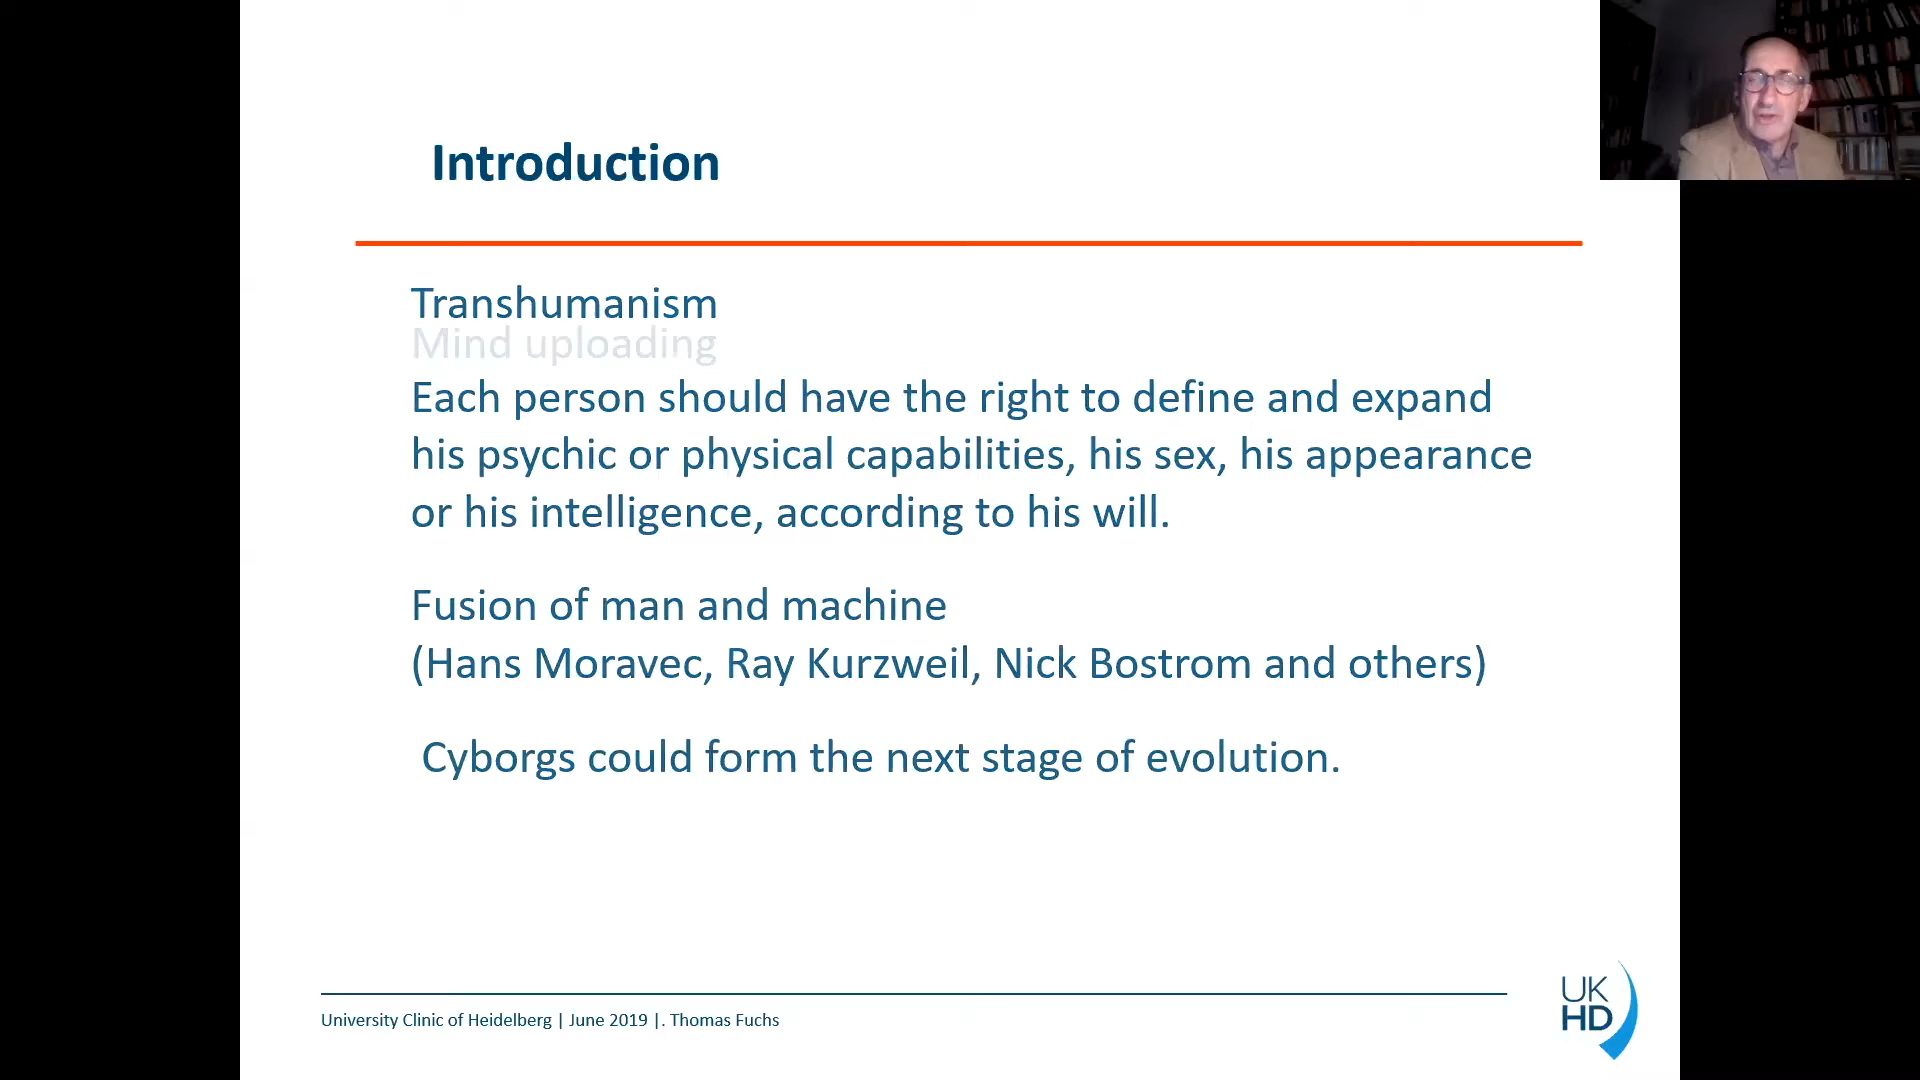 Introduction
Transhumanism
Mind uploading
Each person should have the right to define and expand
his psychic or physical capabilities, his sex, his appearance
or his intelligence, according to his will.
Fusion of man and machine
(Hans Moravec, Ray Kurzweil, Nick Bostrom and others)
Cyborgs could form the next stage of evolution.
University Clinic of Heidelberg | June 2019 |. Thomas Fuchs
UK
HD